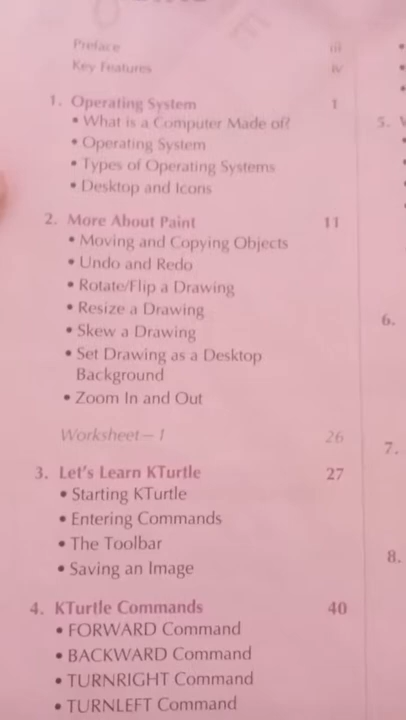 Preface iii
Key Features iv
1. Operating System 1
• What is a Computer Made of?
• Operating System
• Types of Operating Systems
• Desktop and Icons
2. More About Paint 11
• Moving and Copying Objects
• Undo and Redo
• Rotate/Flip a Drawing
• Resize a Drawing
• Skew a Drawing
• Set Drawing as a Desktop
Background
• Zoom In and Out
Worksheet – I 26
3. Let's Learn KTurtle 27
• Starting KTurtle
• Entering Commands
• The Toolbar
• Saving an Image
4. KTurtle Commands 40
• FORWARD Command
• BACKWARD Command
• TURNRIGHT Command
• TURNLEFT Command
5.
6.
7.
8.